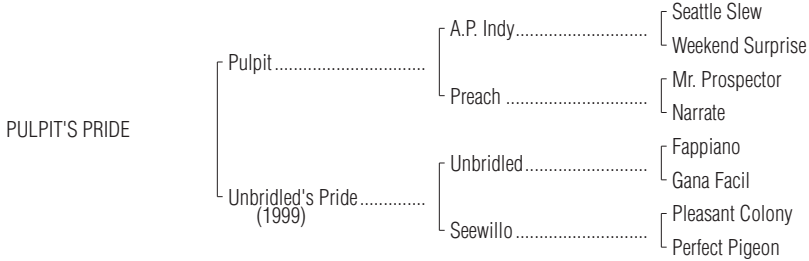 Seattle Slew
A.P. Indy
Weekend Surprise
Pulpit
Mr. Prospector
Preach
Narrate
PULPIT'S PRIDE
Fappiano
Unbridled
Gana Facil
Unbridled's Pride
(1999)
Pleasant Colony
Seewillo
Perfect Pigeon